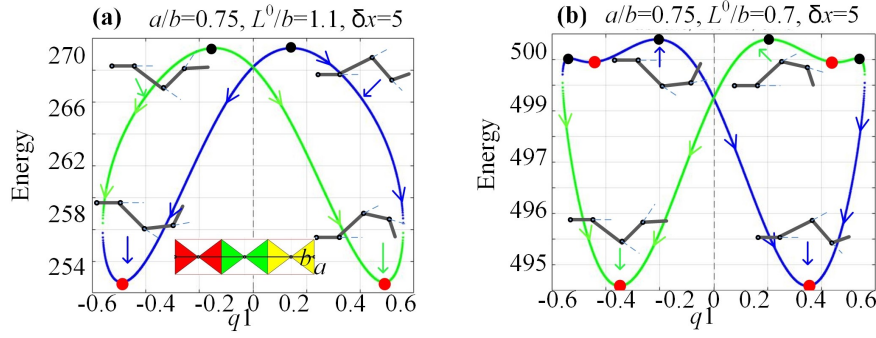 (a) a/b=0.75, L⁰/b=1.1, δx=5
270
266
262
258
254
Energy
b
a
-0.6 -0.4 -0.2 0 0.2 0.4 0.6
q1
(b) a/b=0.75, L⁰/b=0.7, δx=5
500
499
497
496
495
Energy
-0.6 -0.4 -0.2 0 0.2 0.4 0.6
q1